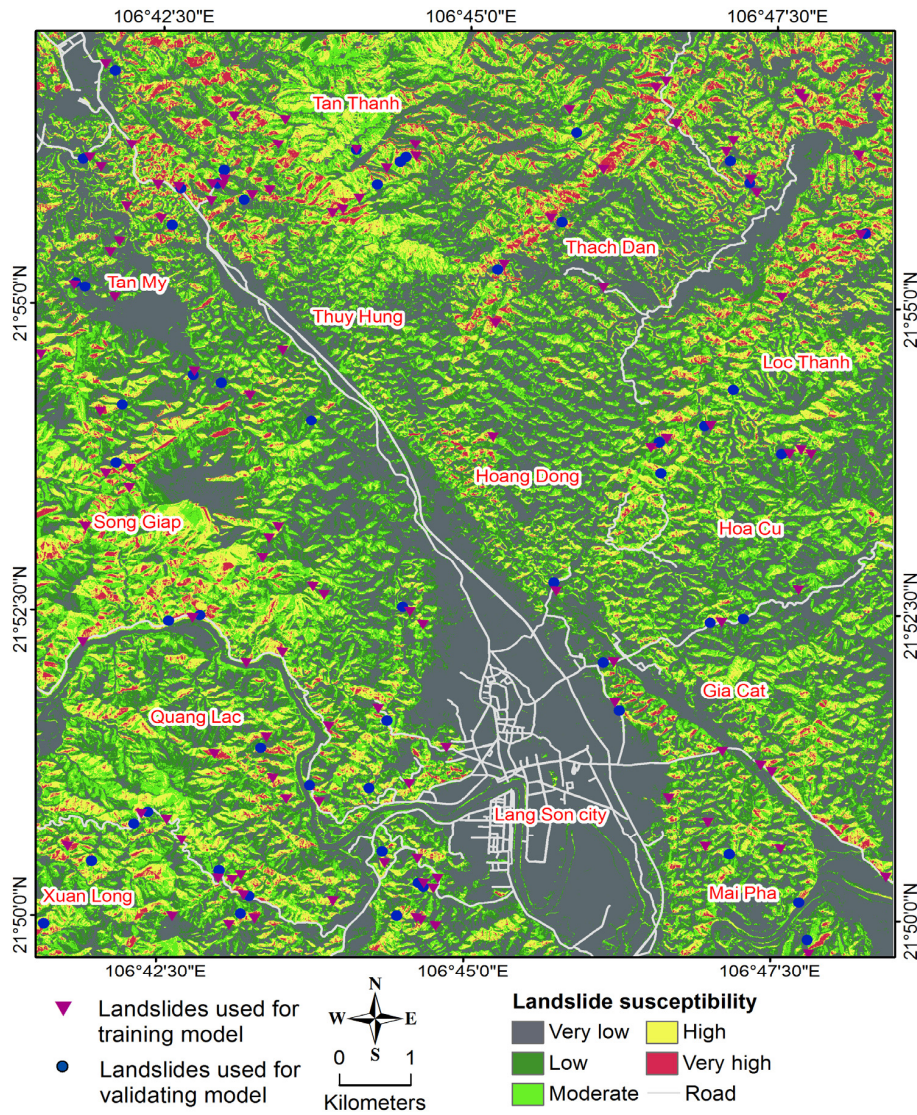 106°42'30"E 106°45'0"E 106°47'30"E
Tan Thanh
Thach Dan
Tan My
21°55'0"N
21°55'0"N
Thuy Hung
Loc Thanh
Hoang Dong
Song Giap
Hoa Cu
21°52'30"N
21°52'30"N
Gia Cat
Quang Lac
Lang Son city
Xuan Long
Mai Pha
21°50'0"N
21°50'0"N
106°42'30"E 106°45'0"E 106°47'30"E
Landslides used for
training model
Landslides used for
validating model
N
W E
S
0 1
Kilometers
Landslide susceptibility
Very low High
Low Very high
Moderate Road